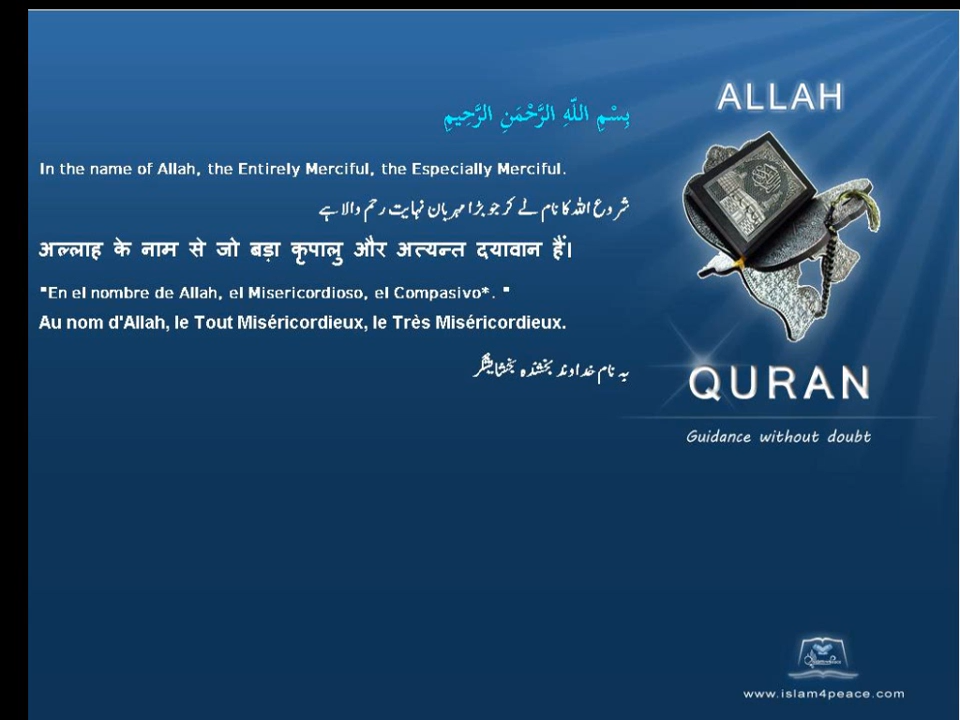 بِسْمِ اللّهِ الرَّحْمَنِ الرَّحِيمِ
In the name of Allah, the Entirely Merciful, the Especially Merciful.
شروع اللہ کا نام لے کر جو بڑا مہربان نہایت رحم والا ہے
अल्लाह के नाम से जो बड़ा कृपालु और अत्यन्त दयावान हैं।
"En el nombre de Allah, el Misericordioso, el Compasivo*. "
Au nom d'Allah, le Tout Miséricordieux, le Très Miséricordieux.
به نام خداوند بخشنده بخشایشگر
ALLAH
QURAN
Guidance without doubt
www.islam4peace.com